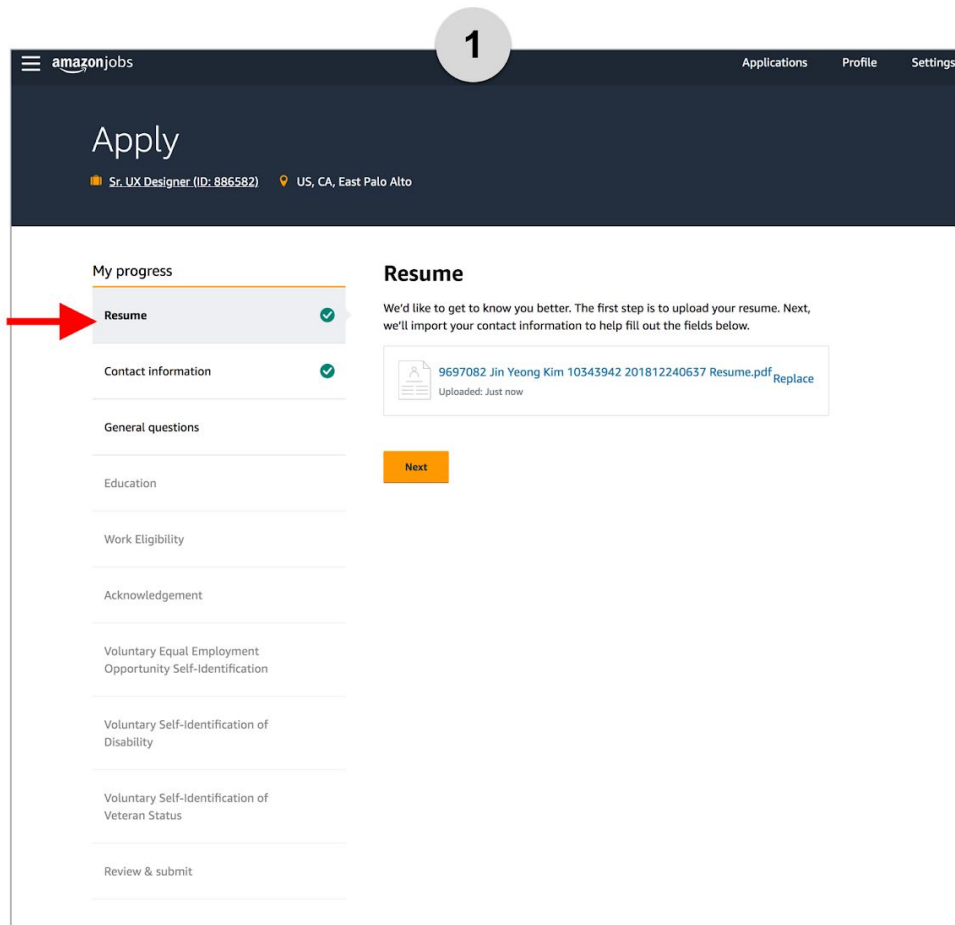 1
amazonjobs
Applications Profile Settings
Apply
Sr. UX Designer (ID: 886582) US, CA, East Palo Alto
My progress
Resume
Contact information
General questions
Education
Work Eligibility
Acknowledgement
Voluntary Equal Employment
Opportunity Self-Identification
Voluntary Self-Identification of
Disability
Voluntary Self-Identification of
Veteran Status
Review & submit
Resume
We'd like to get to know you better. The first step is to upload your resume. Next,
we'll import your contact information to help fill out the fields below.
9697082 Jin Yeong Kim 10343942 201812240637 Resume.pdf Replace
Uploaded: Just now
Next